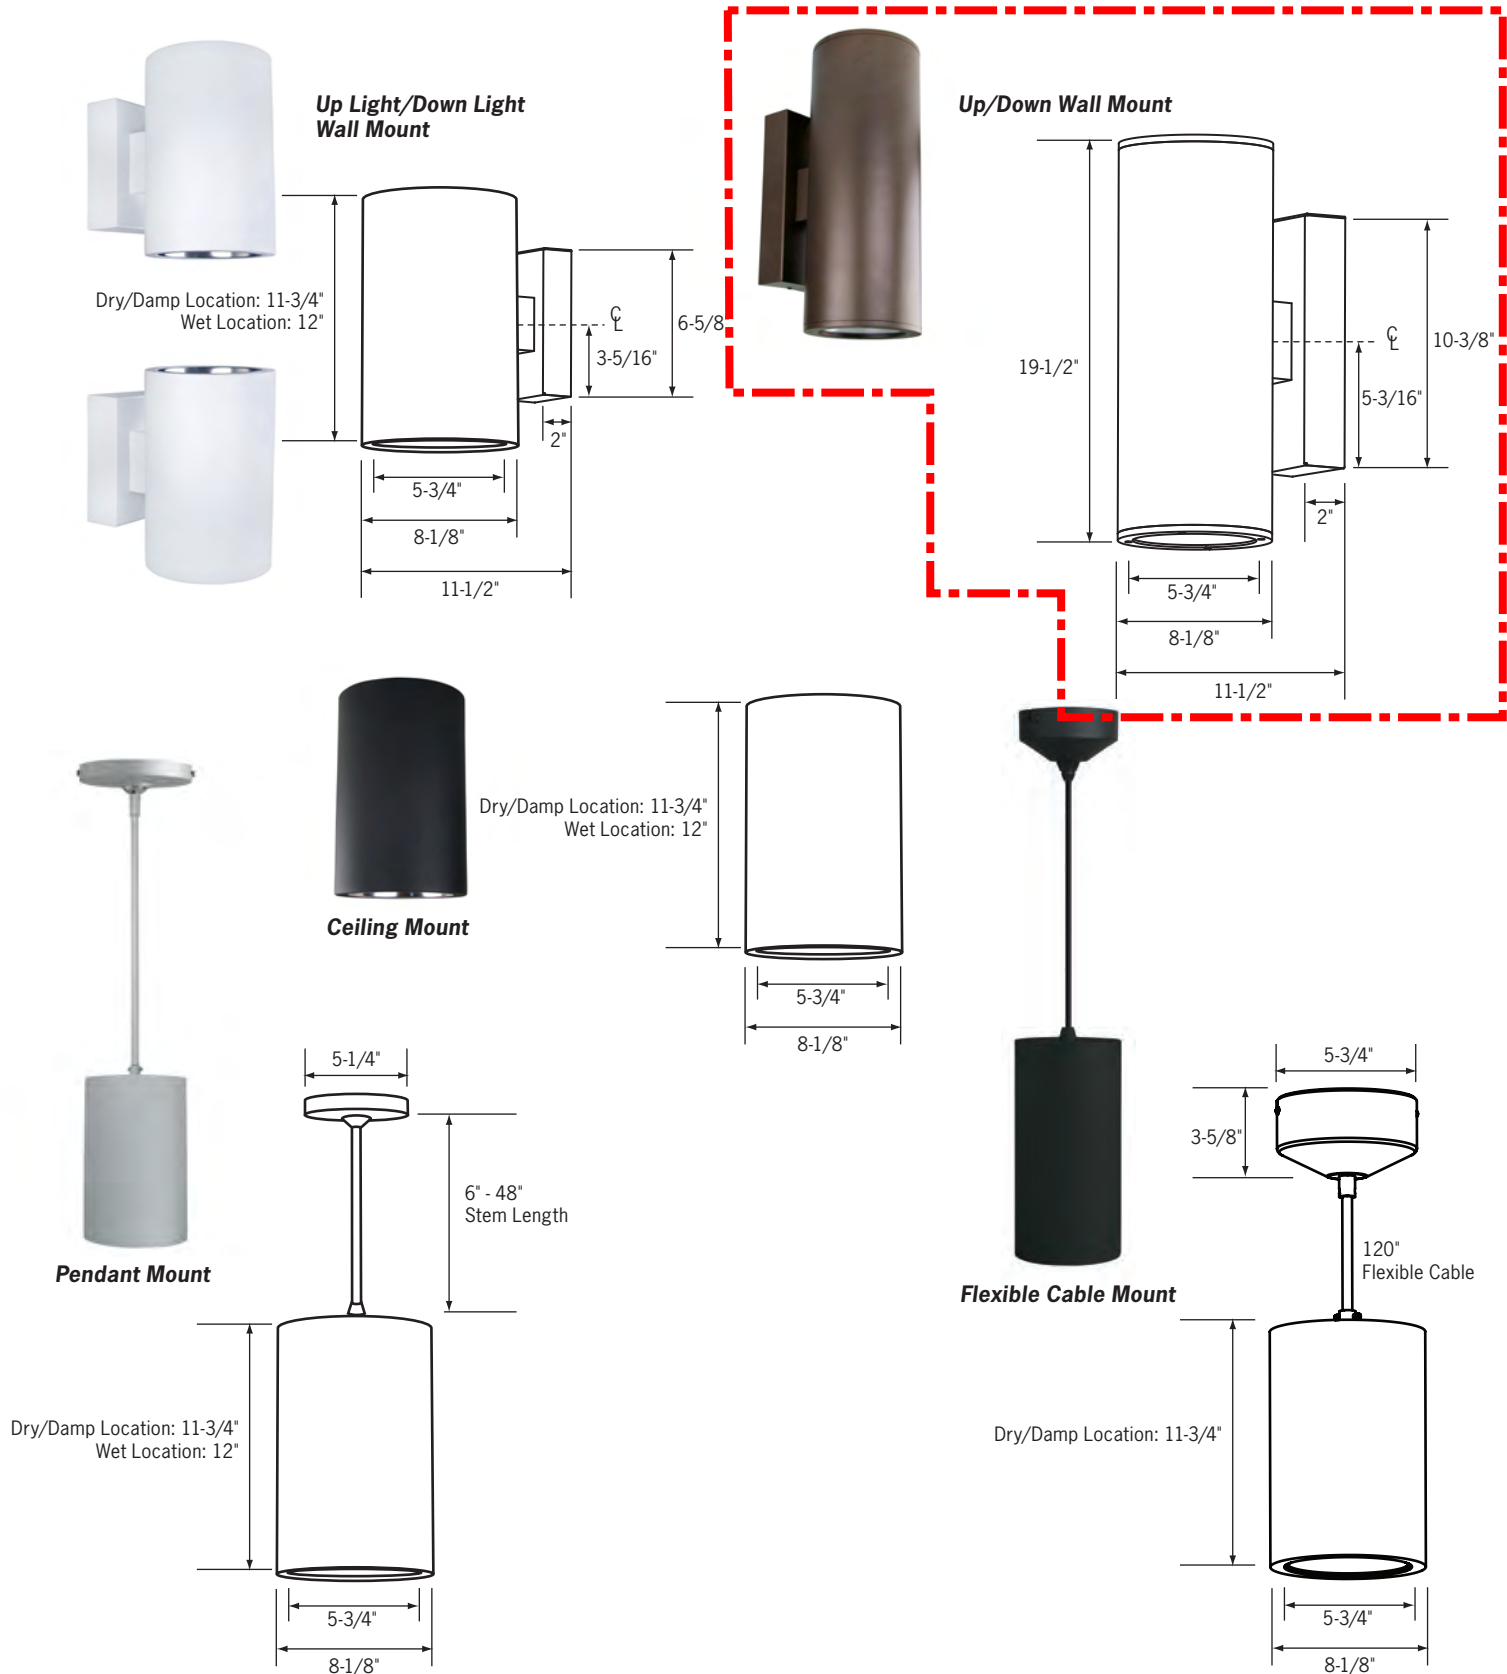 Up Light/Down Light
Wall Mount
Dry/Damp Location: 11-3/4"
Wet Location: 12"
℄
6-5/8
3-5/16"
2"
5-3/4"
8-1/8"
11-1/2"
Up/Down Wall Mount
℄
19-1/2"
10-3/8"
5-3/16"
2"
5-3/4"
8-1/8"
11-1/2"
Dry/Damp Location: 11-3/4"
Wet Location: 12"
Ceiling Mount
5-3/4"
8-1/8"
5-1/4"
6" - 48"
Stem Length
Pendant Mount
Dry/Damp Location: 11-3/4"
Wet Location: 12"
5-3/4"
8-1/8"
5-3/4"
3-5/8"
120"
Flexible Cable
Flexible Cable Mount
Dry/Damp Location: 11-3/4"
5-3/4"
8-1/8"